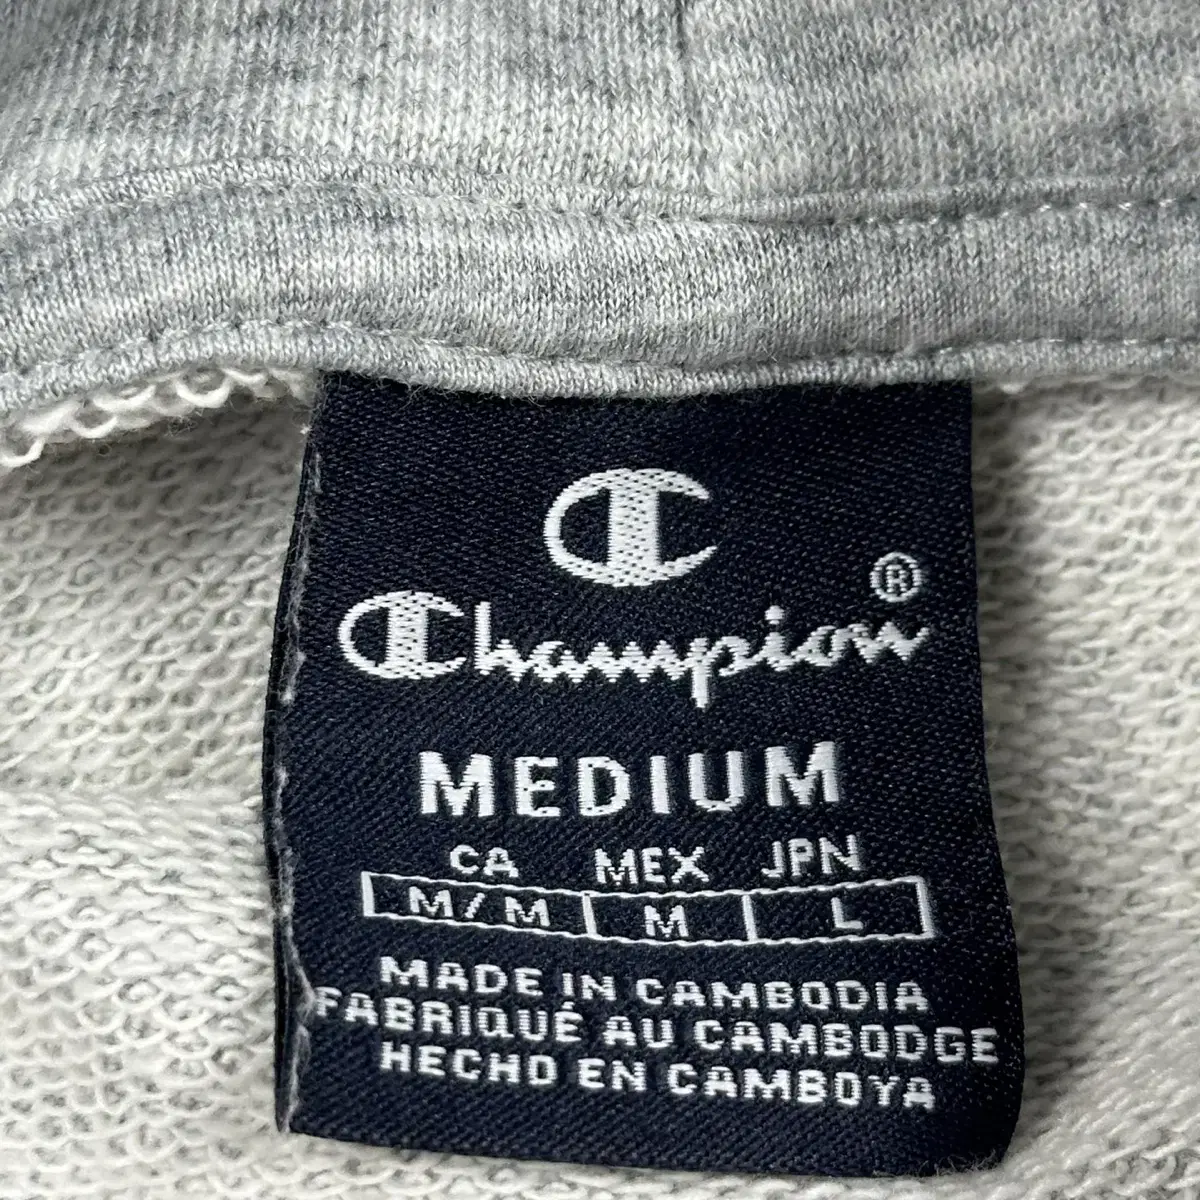 C
Champion®
MEDIUM
CA MEX JPN
M/M M L
MADE IN CAMBODIA
FABRIQUÉ AU CAMBODGE
HECHO EN CAMBOYA